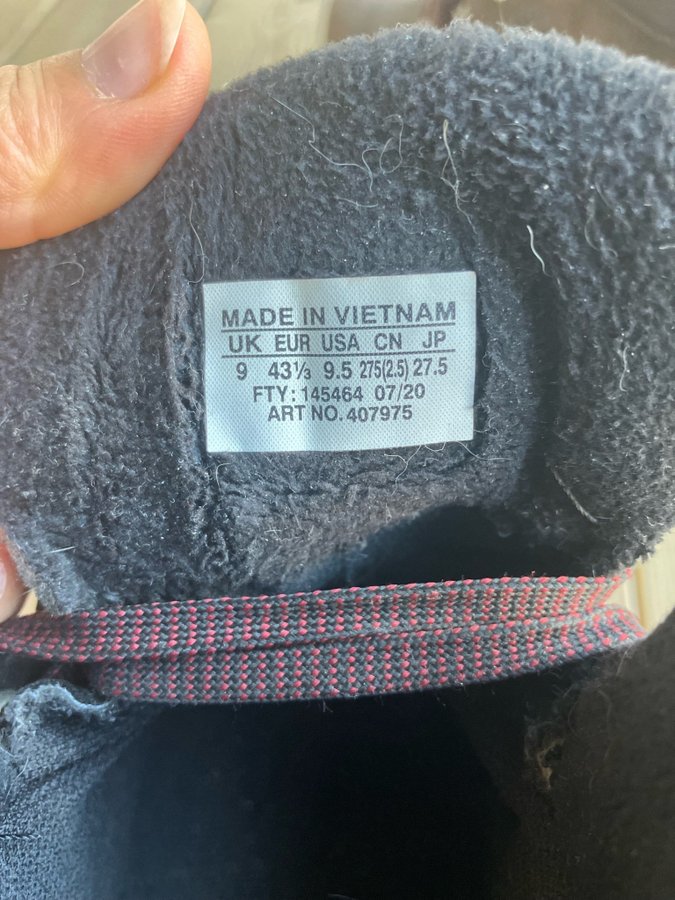 MADE IN VIETNAM
UK EUR USA CN JP
9 43⅓ 9.5 275(2.5) 27.5
FTY: 145464 07/20
ART NO. 407975